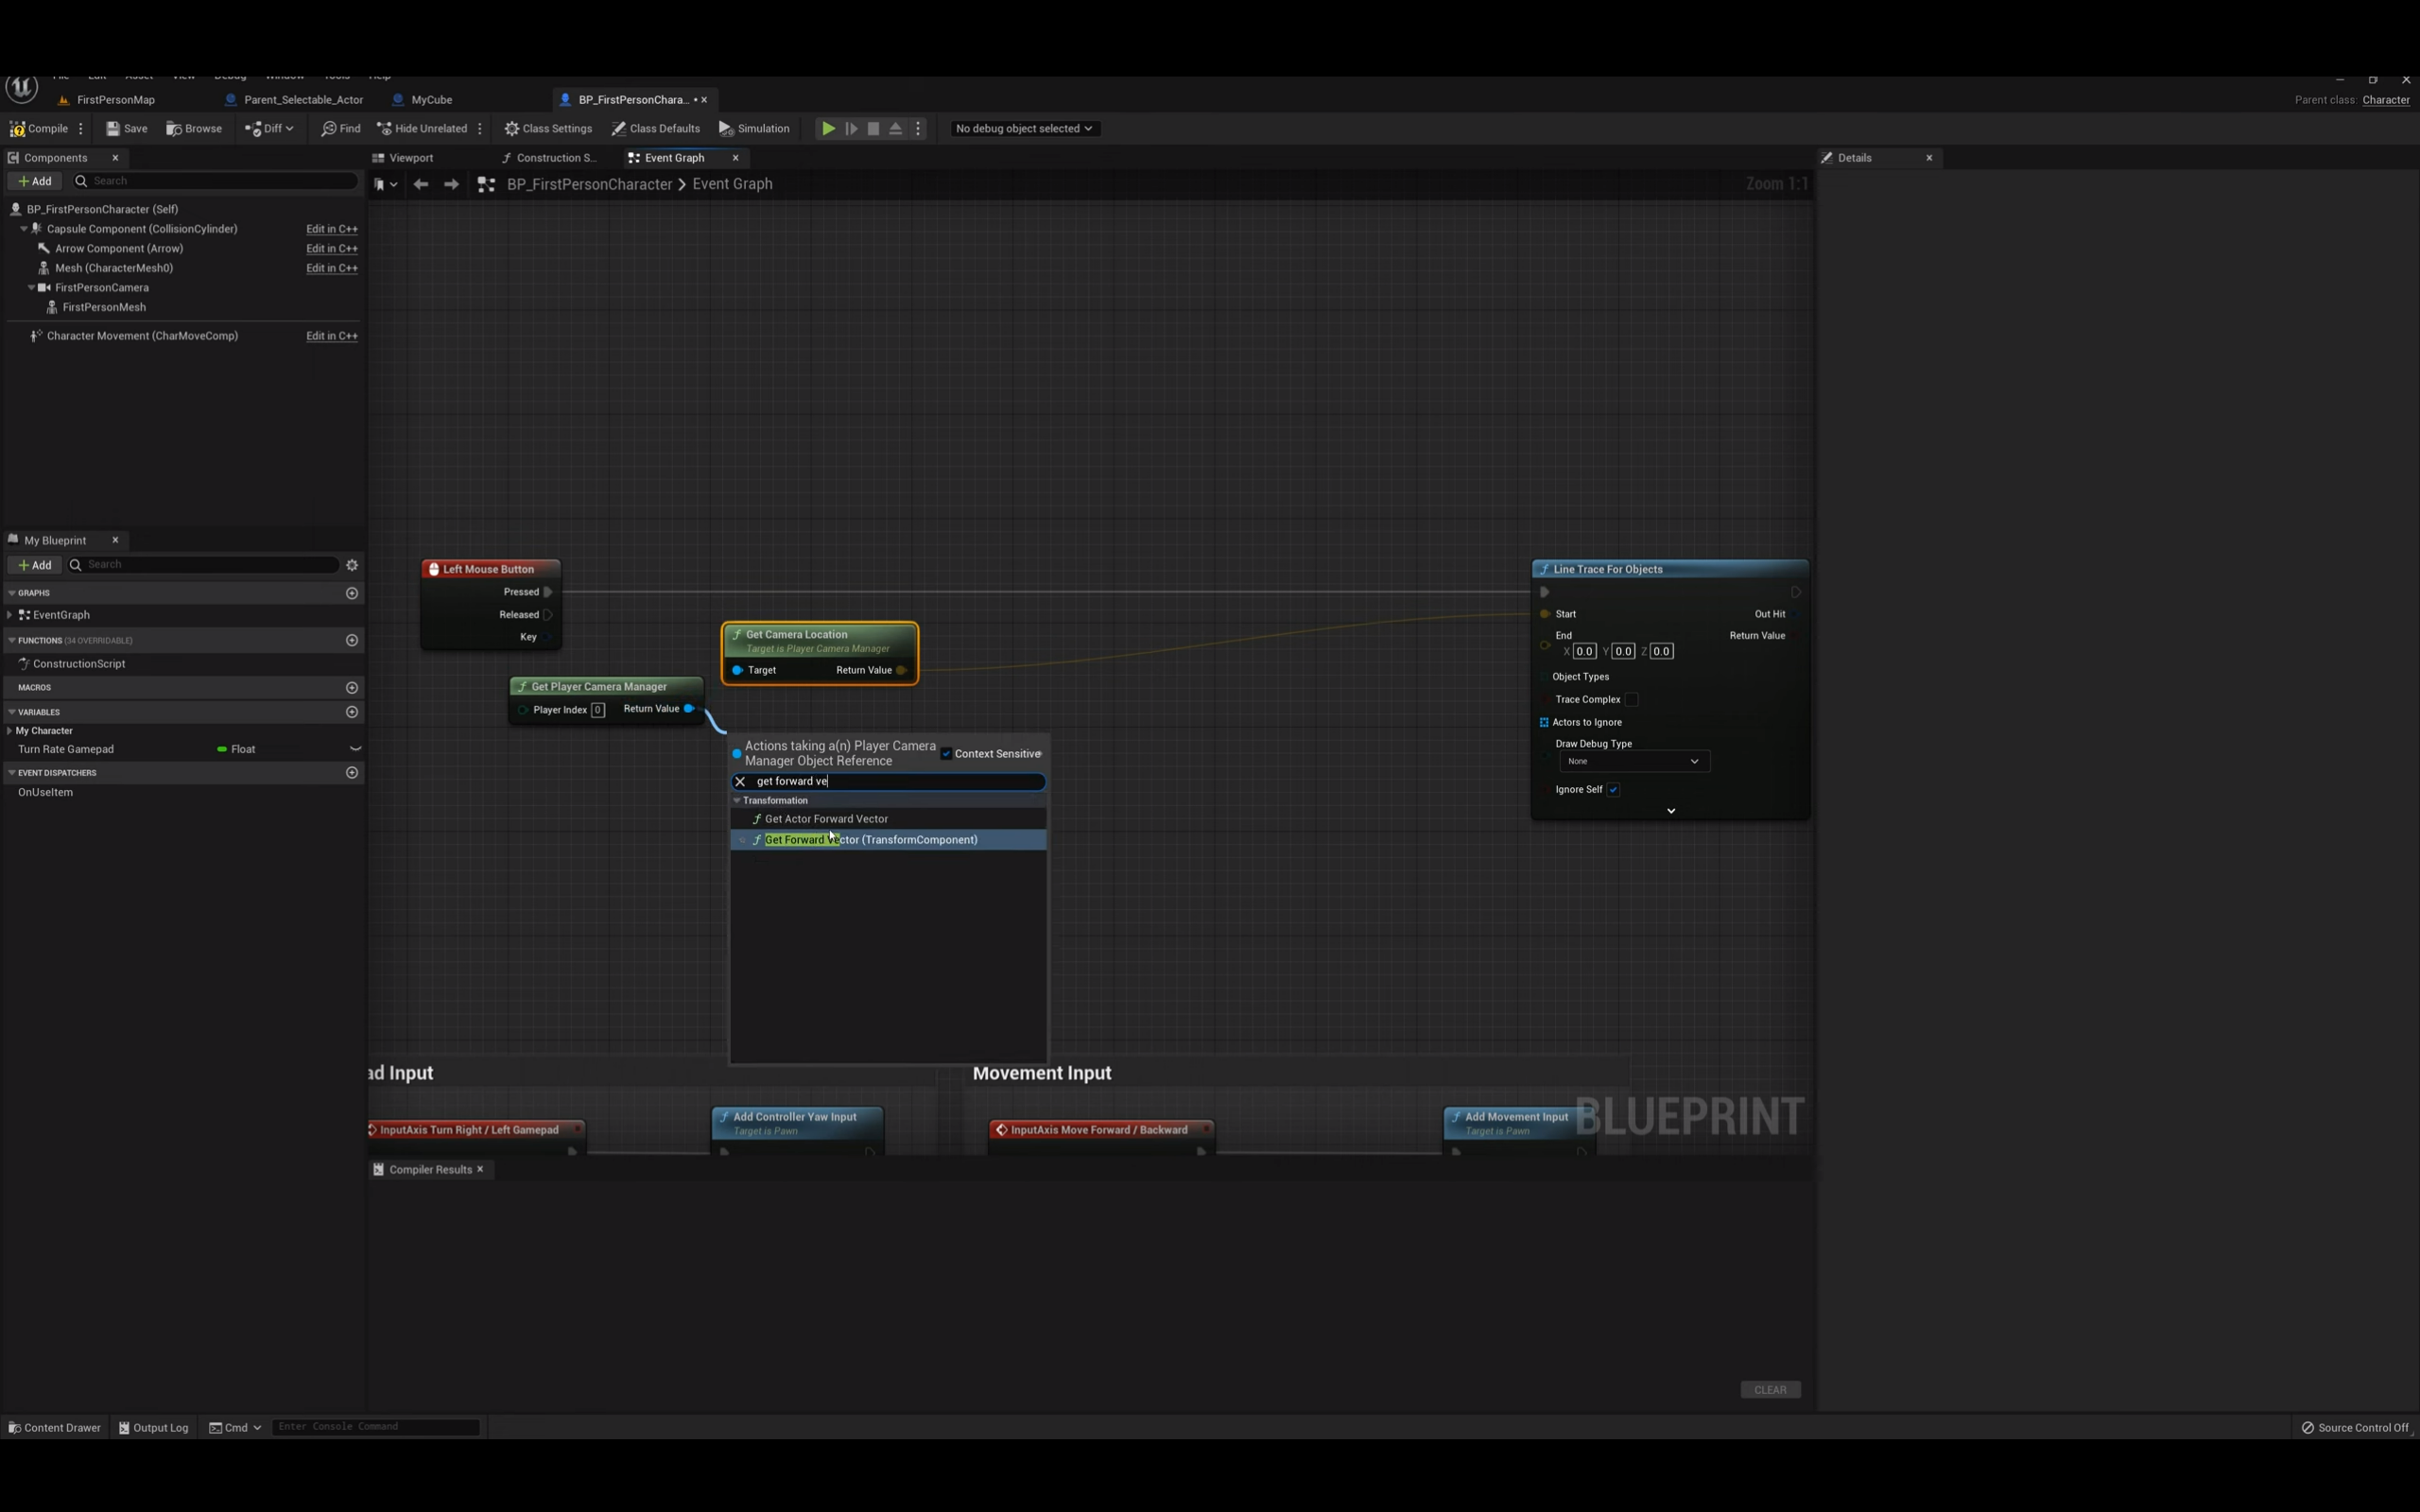 File Edit Asset View Debug Window Tools Help
FirstPersonMap
Parent_Selectable_Actor
MyCube
BP_FirstPersonChara... •
Parent class: Character
Compile
Save
Browse
Diff
Find
Hide Unrelated
Class Settings
Class Defaults
Simulation
No debug object selected
Components
Viewport
Construction S...
Event Graph
Details
+ Add
Search
BP_FirstPersonCharacter > Event Graph
Zoom 1:1
BP_FirstPersonCharacter (Self)
Capsule Component (CollisionCylinder) Edit in C++
Arrow Component (Arrow) Edit in C++
Mesh (CharacterMesh0) Edit in C++
FirstPersonCamera
FirstPersonMesh
Character Movement (CharMoveComp) Edit in C++
My Blueprint
+ Add
Search
GRAPHS
EventGraph
FUNCTIONS (34 OVERRIDABLE)
ConstructionScript
MACROS
VARIABLES
My Character
Turn Rate Gamepad Float
EVENT DISPATCHERS
OnUseItem
Left Mouse Button
Pressed
Released
Key
Get Camera Location
Target is Player Camera Manager
Target Return Value
Get Player Camera Manager
Player Index 0 Return Value
Actions taking a(n) Player Camera
Manager Object Reference
Context Sensitive
get forward ve
Transformation
Get Actor Forward Vector
Get Forward Vector (TransformComponent)
Line Trace For Objects
Start Out Hit
End Return Value
X 0.0 Y 0.0 Z 0.0
Object Types
Trace Complex
Actors to Ignore
Draw Debug Type
None
Ignore Self
ad Input
Movement Input
InputAxis Turn Right / Left Gamepad
Add Controller Yaw Input
Target is Pawn
InputAxis Move Forward / Backward
Add Movement Input
Target is Pawn
BLUEPRINT
Compiler Results
CLEAR
Content Drawer
Output Log
Cmd
Enter Console Command
Source Control Off